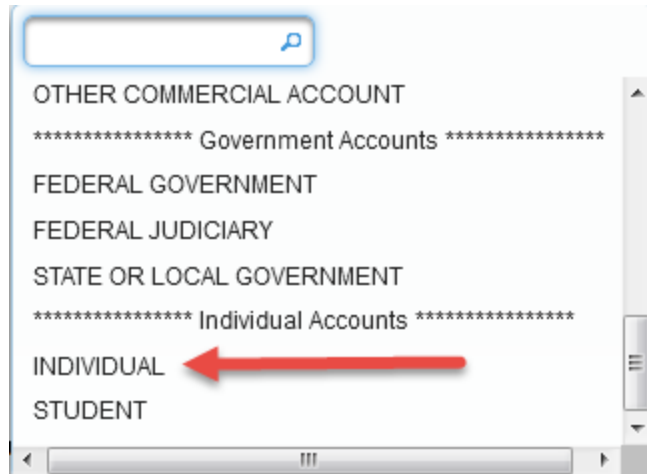 OTHER COMMERCIAL ACCOUNT
**************** Government Accounts ****************
FEDERAL GOVERNMENT
FEDERAL JUDICIARY
STATE OR LOCAL GOVERNMENT
**************** Individual Accounts ****************
INDIVIDUAL
STUDENT